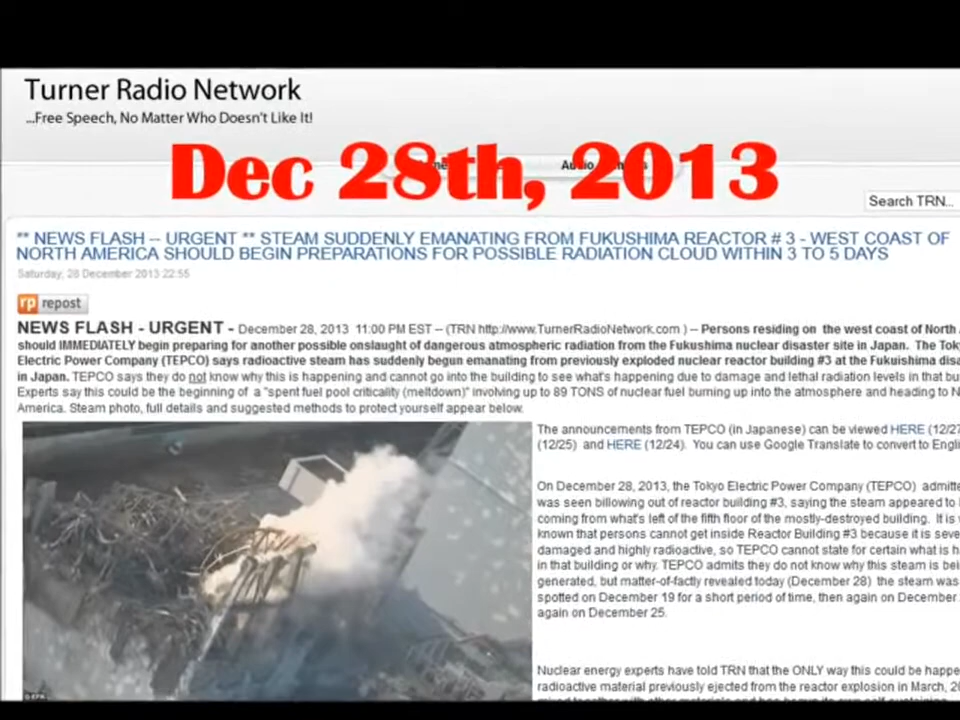 Turner Radio Network
...Free Speech, No Matter Who Doesn't Like It!
Dec 28th, 2013
Search TRN...
** NEWS FLASH -- URGENT ** STEAM SUDDENLY EMANATING FROM FUKUSHIMA REACTOR # 3 - WEST COAST OF
NORTH AMERICA SHOULD BEGIN PREPARATIONS FOR POSSIBLE RADIATION CLOUD WITHIN 3 TO 5 DAYS
Saturday, 28 December 2013 22:55
rp repost
NEWS FLASH - URGENT - December 28, 2013 11:00 PM EST -- (TRN http://www.TurnerRadioNetwork.com ) -- Persons residing on the west coast of North
should IMMEDIATELY begin preparing for another possible onslaught of dangerous atmospheric radiation from the Fukushima nuclear disaster site in Japan. The
Electric Power Company (TEPCO) says radioactive steam has suddenly begun emanating from previously exploded nuclear reactor building #3 at the Fukuishima
in Japan. TEPCO says they do not know why this is happening and cannot go into the building to see what's happening due to damage and lethal radiation levels in that
Experts say this could be the beginning of a "spent fuel pool criticality (meltdown)" involving up to 89 TONS of nuclear fuel burning up into the atmosphere and heading to
America. Steam photo, full details and suggested methods to protect yourself appear below.
The announcements from TEPCO (in Japanese) can be viewed HERE
(12/25) and HERE (12/24). You can use Google Translate to convert to
On December 28, 2013, the Tokyo Electric Power Company (TEPCO)
was seen billowing out of reactor building #3, saying the steam appeared to
coming from what's left of the fifth floor of the mostly-destroyed building. It is
known that persons cannot get inside Reactor Building #3 because it is
damaged and highly radioactive, so TEPCO cannot state for certain what is
in that building or why. TEPCO admits they do not know why this steam is
generated, but matter-of-factly revealed today (December 28) the steam was
spotted on December 19 for a short period of time, then again on December
again on December 25.
Nuclear energy experts have told TRN that the ONLY way this could be
radioactive material previously ejected from the reactor explosion in March,